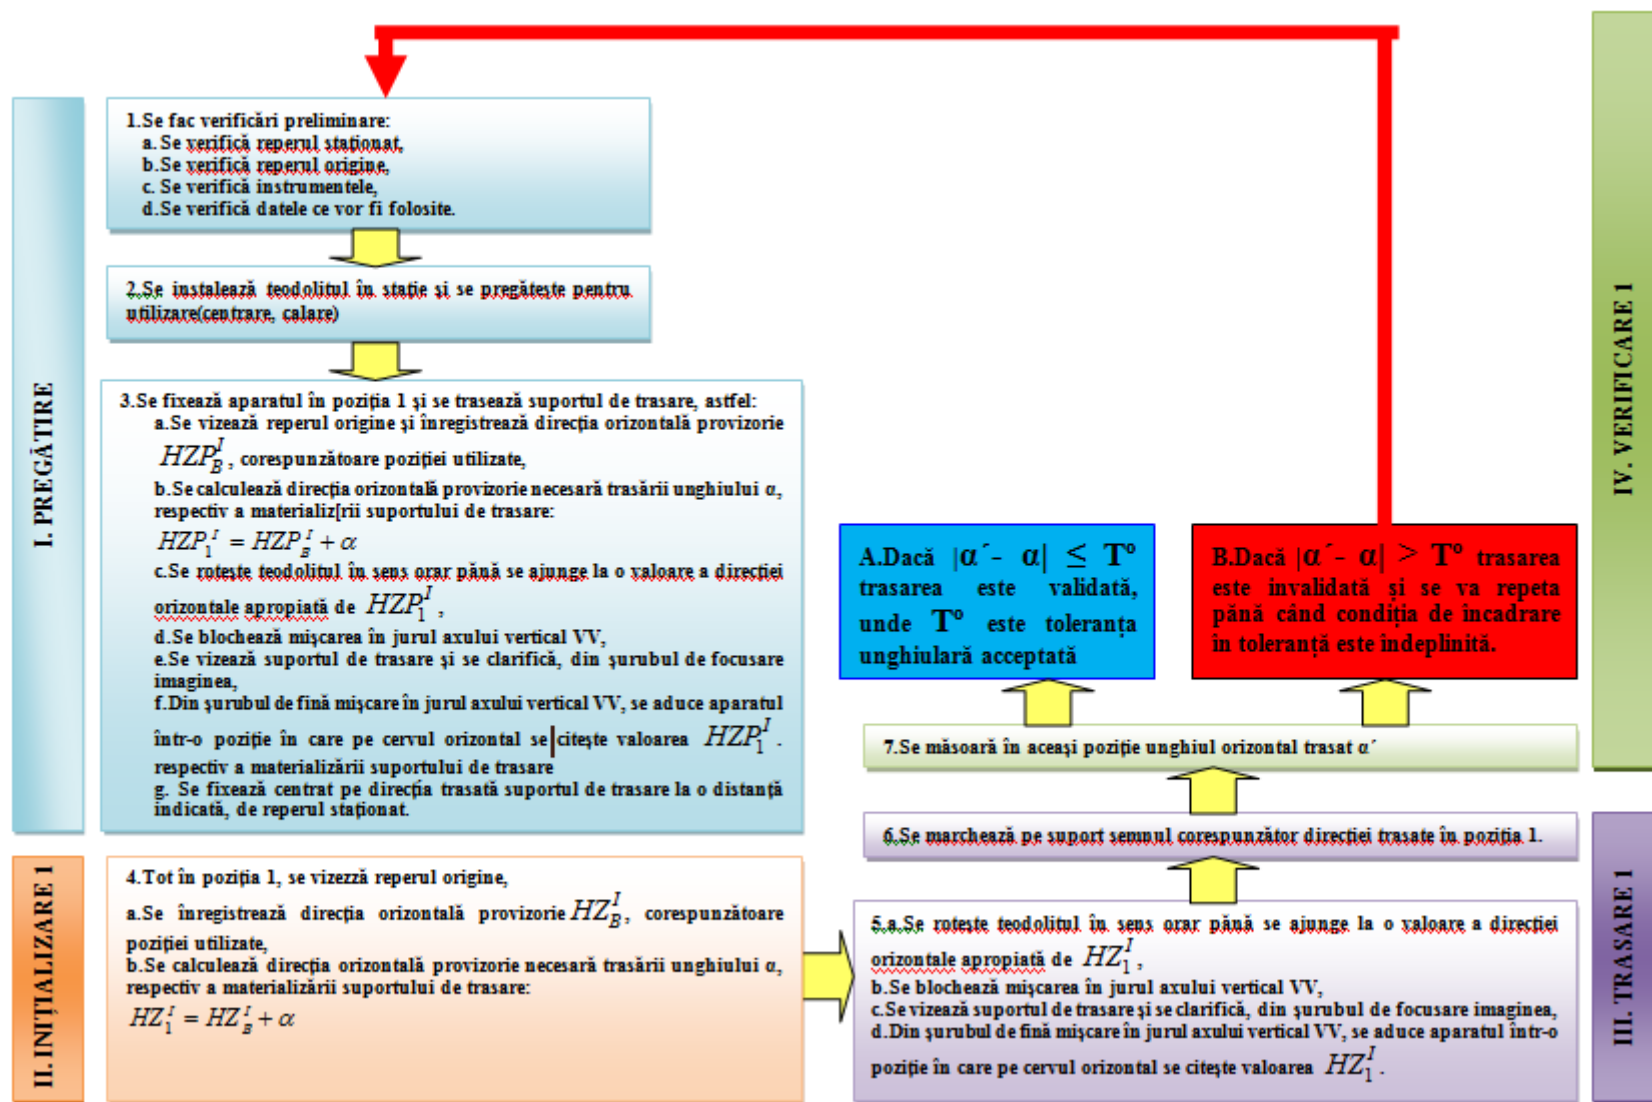 I. PREGĂTIRE
1.Se fac verificări preliminare:
a. Se verifică reperul staționat,
b.Se verifică reperul origine,
c. Se verifică instrumentele,
d.Se verifică datele ce vor fi folosite.
2.Se instalează teodolitul în stație și se pregătește pentru
utilizare(centrare, calare)
3.Se fixează aparatul în poziția 1 și se trasează suportul de trasare, astfel:
a.Se vizează reperul origine și înregistrează direcția orizontală provizorie
HZP_B^I, corespunzătoare poziției utilizate,
b.Se calculează direcția orizontală provizorie necesară trasării unghiului α,
respectiv a materializ[rii suportului de trasare:
HZP_1^I = HZP_B^I + α
c.Se rotește teodolitul în sens orar până se ajunge la o valoare a direcției
orizontale apropiată de HZP_1^I,
d.Se blochează mișcarea în jurul axului vertical VV,
e.Se vizează suportul de trasare și se clarifică, din șurubul de focusare
imaginea,
f.Din șurubul de fină mișcare în jurul axului vertical VV, se aduce aparatul
într-o poziție în care pe cervul orizontal se citește valoarea HZP_1^I.
respectiv a materializării suportului de trasare
g. Se fixează centrat pe direcția trasată suportul de trasare la o distanță
indicată, de reperul staționat.
II. INIȚIALIZARE 1
4.Tot în poziția 1, se vizezză reperul origine,
a.Se înregistrează direcția orizontală provizorie HZ_B^I, corespunzătoare
poziției utilizate,
b.Se calculează direcția orizontală provizorie necesară trasării unghiului α,
respectiv a materializării suportului de trasare:
HZ_1^I = HZ_B^I + α
III. TRASARE 1
5.a.Se rotește teodolitul în sens orar până se ajunge la o valoare a direcției
orizontale apropiată de HZ_1^I,
b.Se blochează mișcarea în jurul axului vertical VV,
c.Se vizează suportul de trasare și se clarifică, din șurubul de focusare imaginea,
d.Din șurubul de fină mișcare în jurul axului vertical VV, se aduce aparatul într-o
poziție în care pe cervul orizontal se citește valoarea HZ_1^I.
6.Se marchează pe suport semnul corespunzător direcției trasate în poziția 1.
IV. VERIFICARE 1
7.Se măsoară în aceași poziție unghiul orizontal trasat α´
A.Dacă |α´- α| ≤ Tº
trasarea este validată,
unde Tº este toleranța
unghiulară acceptată
B.Dacă |α´- α| > Tº trasarea
este invalidată și se va repeta
până când condiția de încadrare
în toleranță este îndeplinită.